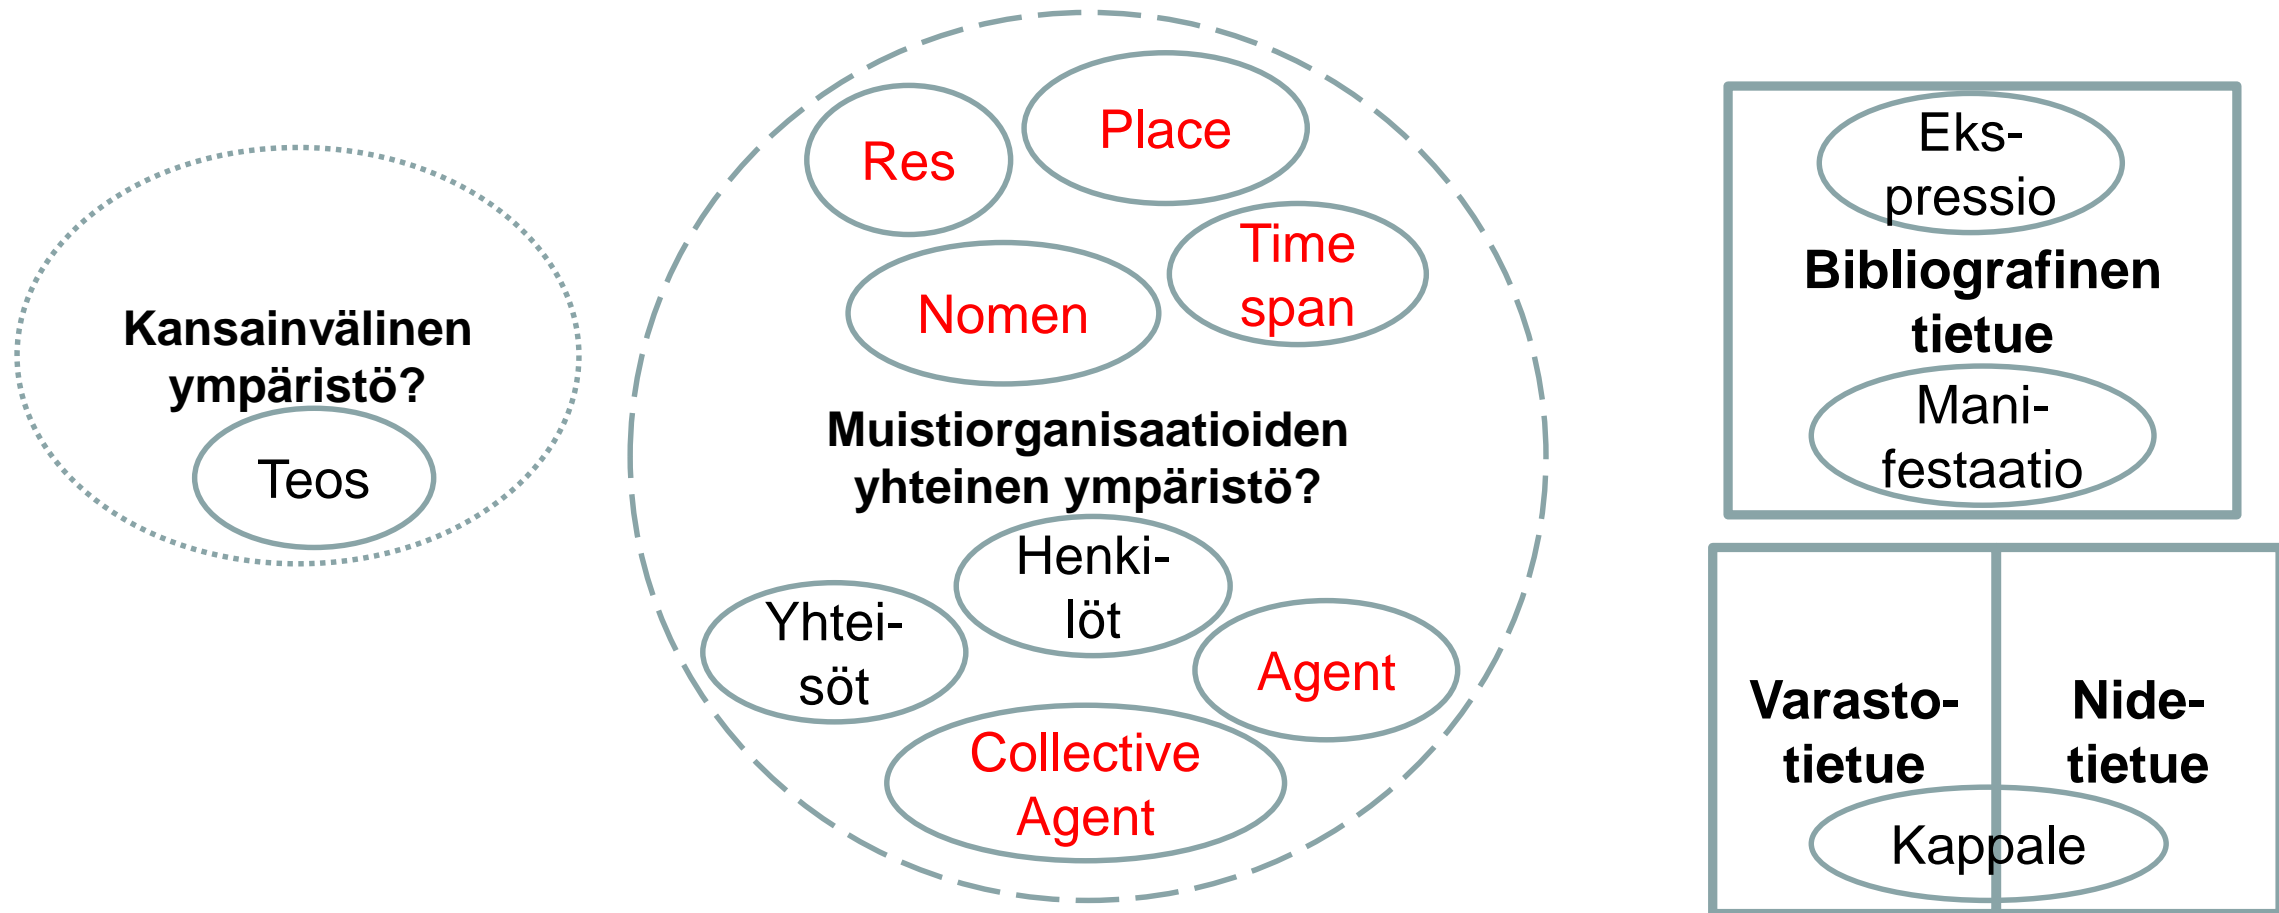 Kansainvälinen
ympäristö?
Teos
Res
Place
Nomen
Time
span
Muistiorganisaatioiden
yhteinen ympäristö?
Henki-
löt
Yhtei-
söt
Agent
Collective
Agent
Eks-
pressio
Bibliografinen
tietue
Mani-
festaatio
Varasto-
tietue
Nide-
tietue
Kappale